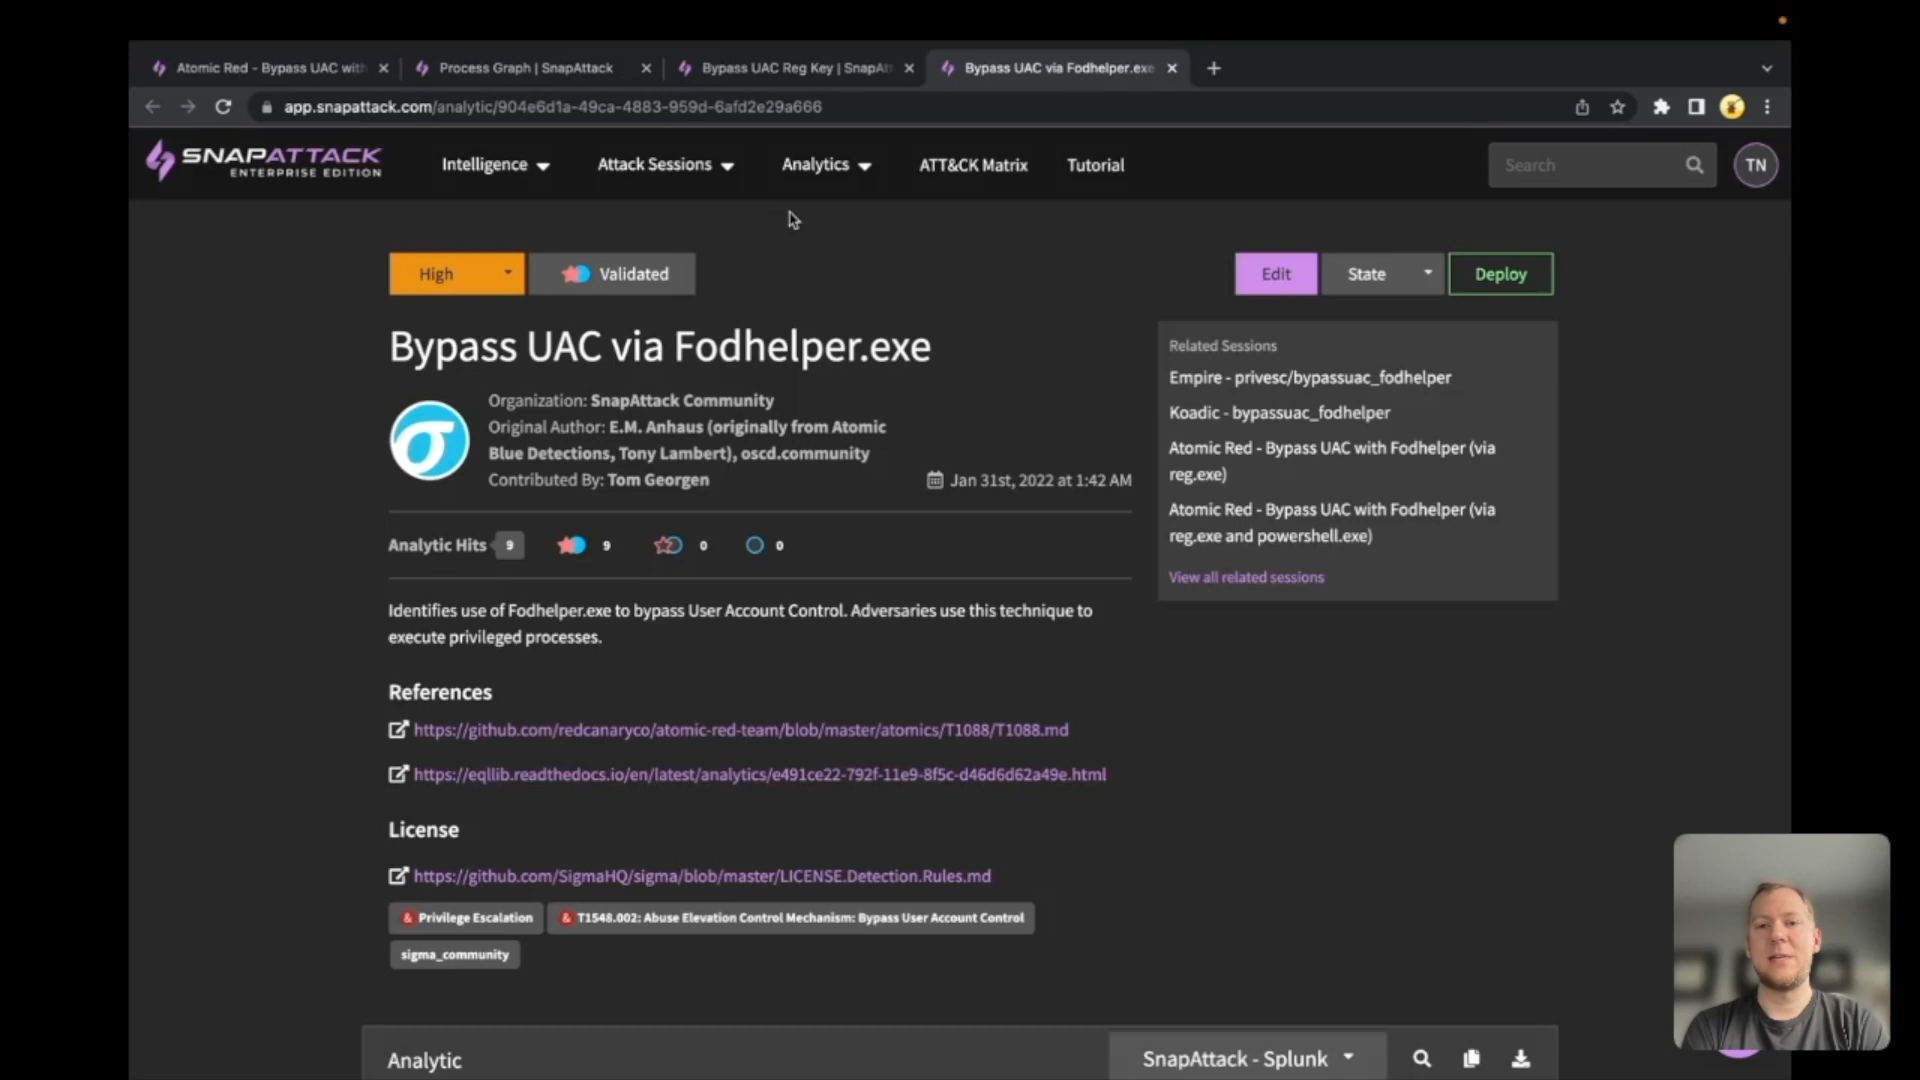 Atomic Red - Bypass UAC with
Process Graph | SnapAttack
Bypass UAC Reg Key | SnapAtt
Bypass UAC via Fodhelper.exe
app.snapattack.com/analytic/904e6d1a-49ca-4883-959d-6afd2e29a666
SNAPATTACK
ENTERPRISE EDITION
Intelligence
Attack Sessions
Analytics
ATT&CK Matrix
Tutorial
Search
TN
High
Validated
Edit
State
Deploy
Bypass UAC via Fodhelper.exe
Organization: SnapAttack Community
Original Author: E.M. Anhaus (originally from Atomic
Blue Detections, Tony Lambert), oscd.community
Contributed By: Tom Georgen
Jan 31st, 2022 at 1:42 AM
Related Sessions
Empire - privesc/bypassuac_fodhelper
Koadic - bypassuac_fodhelper
Atomic Red - Bypass UAC with Fodhelper (via
reg.exe)
Atomic Red - Bypass UAC with Fodhelper (via
reg.exe and powershell.exe)
View all related sessions
Analytic Hits 9 9 0 0
Identifies use of Fodhelper.exe to bypass User Account Control. Adversaries use this technique to
execute privileged processes.
References
https://github.com/redcanaryco/atomic-red-team/blob/master/atomics/T1088/T1088.md
https://eqllib.readthedocs.io/en/latest/analytics/e491ce22-792f-11e9-8f5c-d46d6d62a49e.html
License
https://github.com/SigmaHQ/sigma/blob/master/LICENSE.Detection.Rules.md
& Privilege Escalation
& T1548.002: Abuse Elevation Control Mechanism: Bypass User Account Control
sigma_community
Analytic
SnapAttack - Splunk